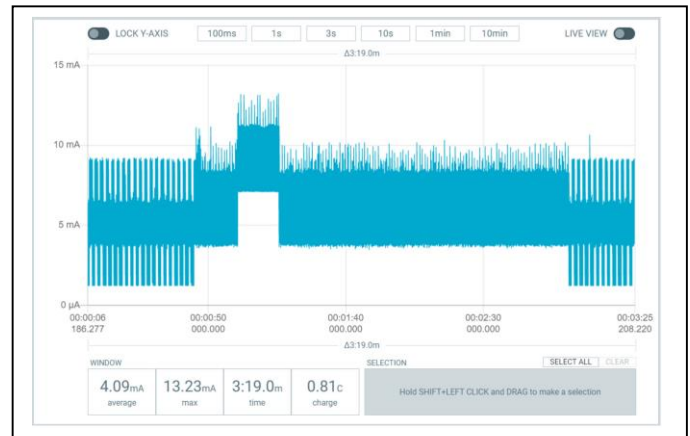 LOCK Y-AXIS 100ms 1s 3s 10s 1min 10min LIVE VIEW
Δ3:19.0m
15 mA
10 mA
5 mA
0 µA
00:00:06 00:00:50 00:01:40 00:02:30 00:03:25
186.277 000.000 000.000 000.000 208.220
Δ3:19.0m
WINDOW SELECTION SELECT ALL CLEAR
4.09mA 13.23mA 3:19.0m 0.81c
average max time charge
Hold SHIFT+LEFT CLICK and DRAG to make a selection